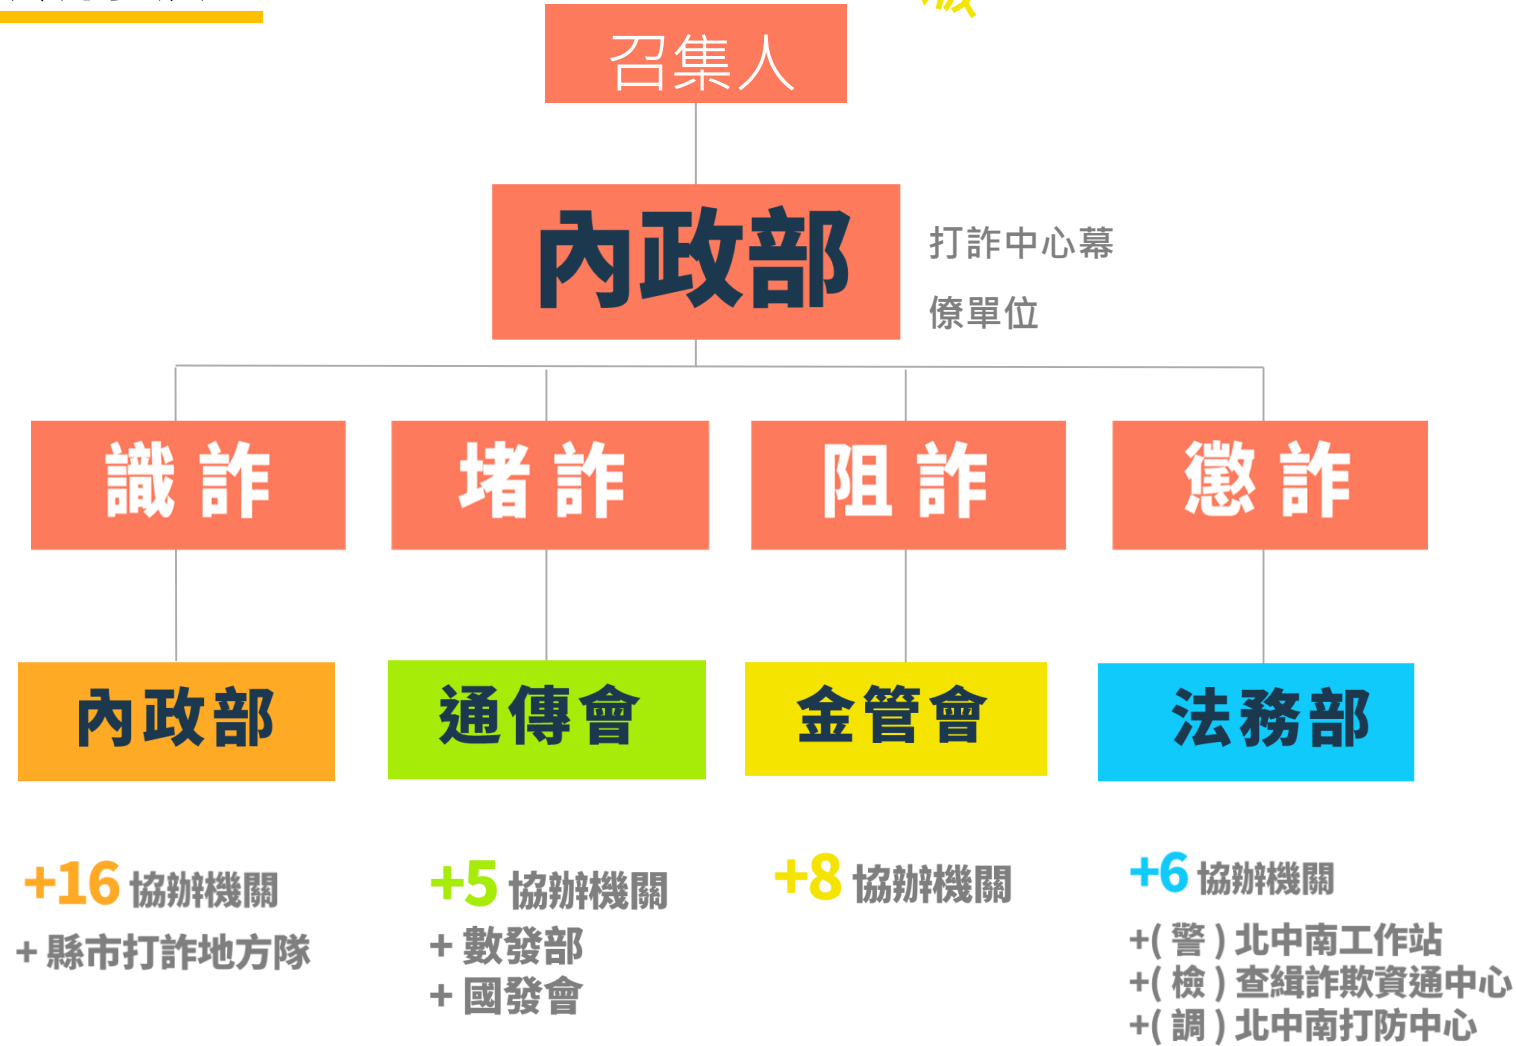 召集人
內政部
打詐中心幕
僚單位
識詐
堵詐
阻詐
懲詐
內政部
通傳會
金管會
法務部
+16 協辦機關
+ 縣市打詐地方隊
+5 協辦機關
+ 數發部
+ 國發會
+8 協辦機關
+6 協辦機關
+( 警 ) 北中南工作站
+( 檢 ) 查緝詐欺資通中心
+( 調 ) 北中南打防中心